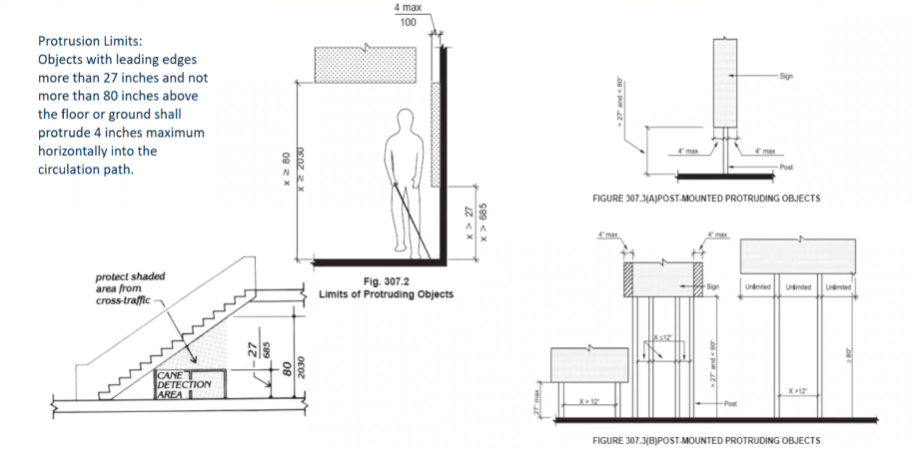 Protrusion Limits:
Objects with leading edges
more than 27 inches and not
more than 80 inches above
the floor or ground shall
protrude 4 inches maximum
horizontally into the
circulation path.
4 max
100
x ≥ 80
x ≥ 2030
x > 27
x > 685
Fig. 307.2
Limits of Protruding Objects
protect shaded
area from
cross-traffic
CANE
DETECTION
AREA
27
685
80
2030
> 27" and < 80"
Sign
4" max
4" max
Post
FIGURE 307.3(A)POST-MOUNTED PROTRUDING OBJECTS
4" max
4" max
Sign
Unlimited
Unlimited
Unlimited
X ≤12"
> 27" and > 80"
≥ 80"
27" max
X > 12"
X >12"
Post
FIGURE 307.3(B)POST-MOUNTED PROTRUDING OBJECTS